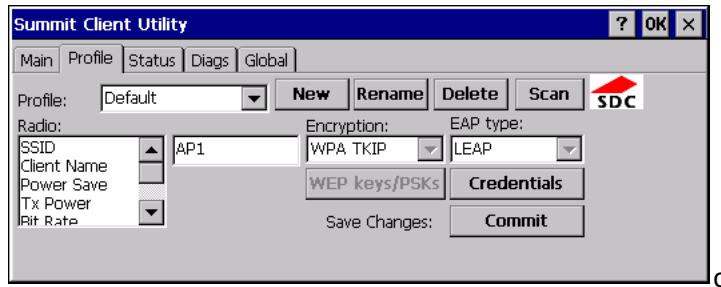 Summit Client Utility ? OK ×
Main Profile Status Diags Global
Profile: Default New Rename Delete Scan SDC
Radio: Encryption: EAP type:
SSID AP1 WPA TKIP LEAP
Client Name
Power Save WEP keys/PSKs Credentials
Tx Power
Bit Rate Save Changes: Commit